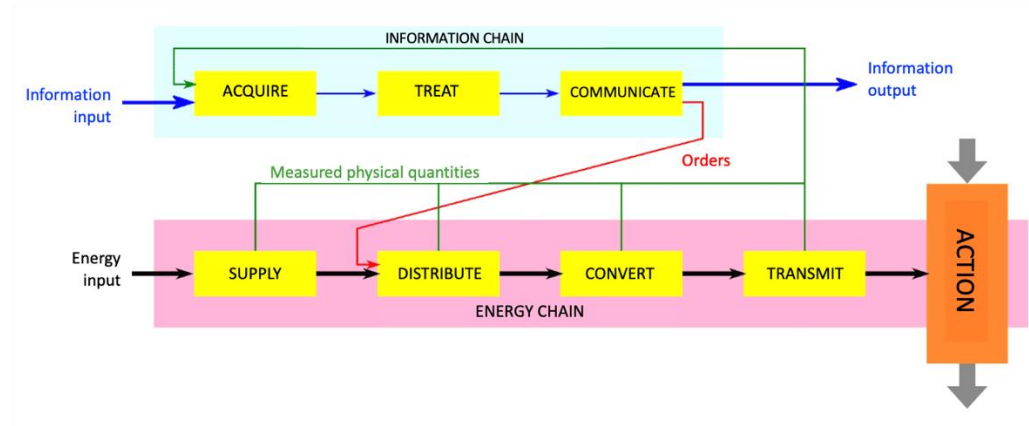 INFORMATION CHAIN
Information
input
ACQUIRE
TREAT
COMMUNICATE
Information
output
Orders
Measured physical quantities
Energy
input
SUPPLY
DISTRIBUTE
CONVERT
TRANSMIT
ACTION
ENERGY CHAIN